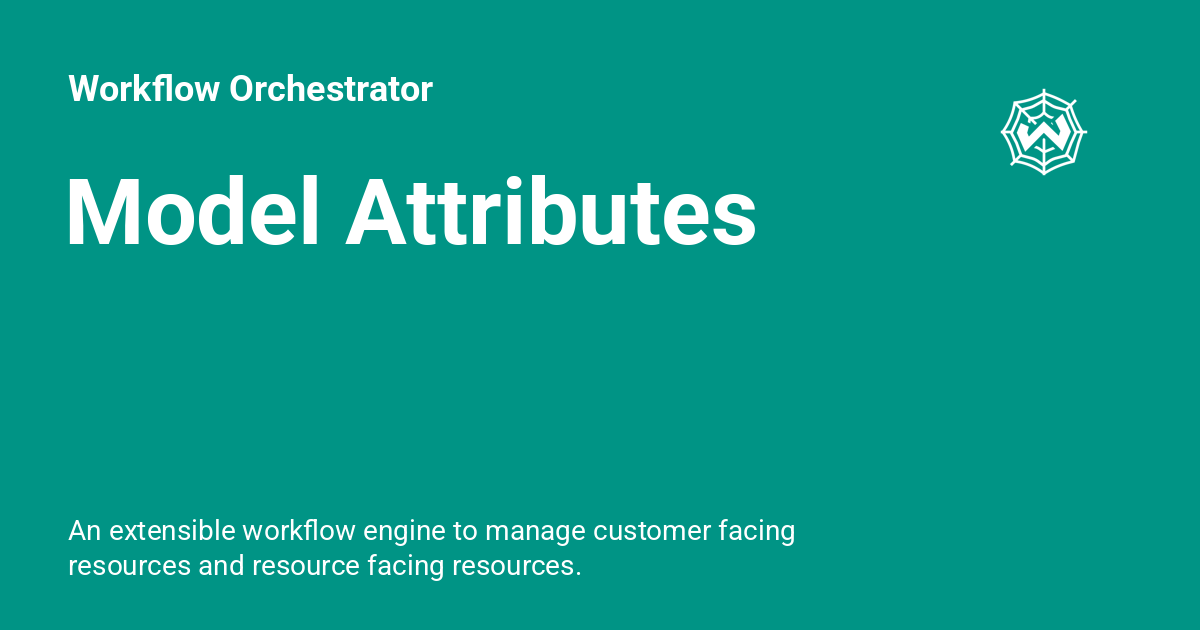 Workflow Orchestrator
Model Attributes
An extensible workflow engine to manage customer facing
resources and resource facing resources.